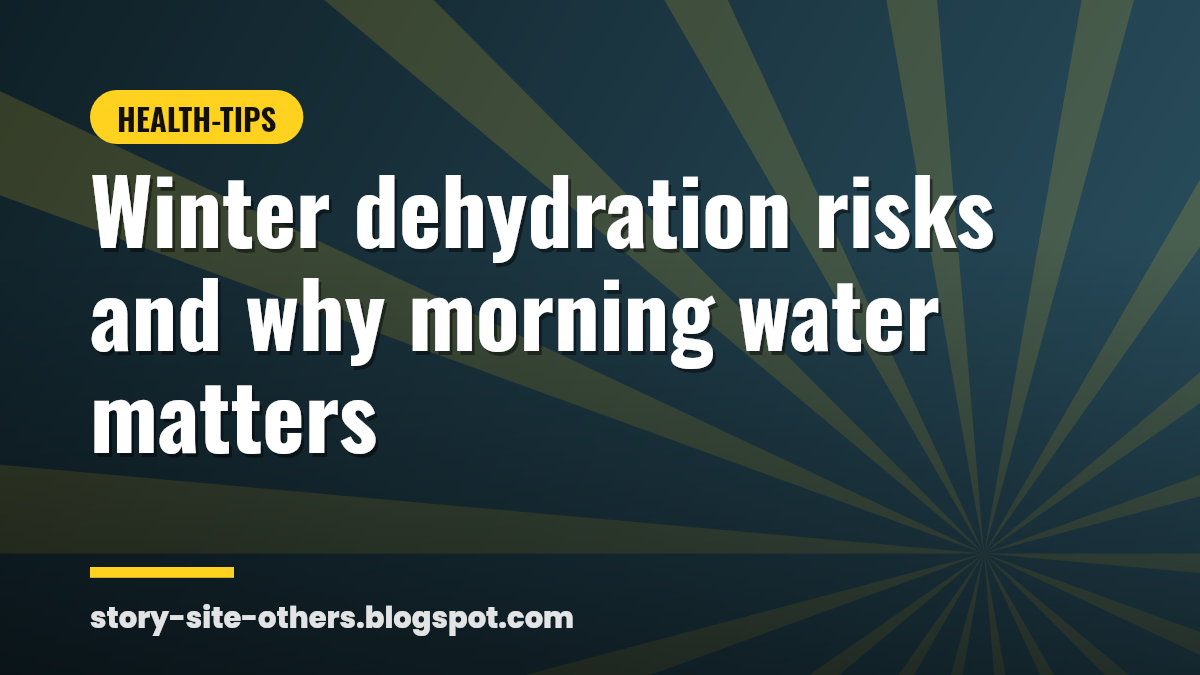 HEALTH-TIPS
Winter dehydration risks
and why morning water
matters
story-site-others.blogspot.com